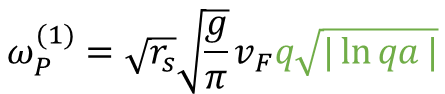 ω_P^(1) = √r_s √(g/π) v_F q√(| ln qa |)